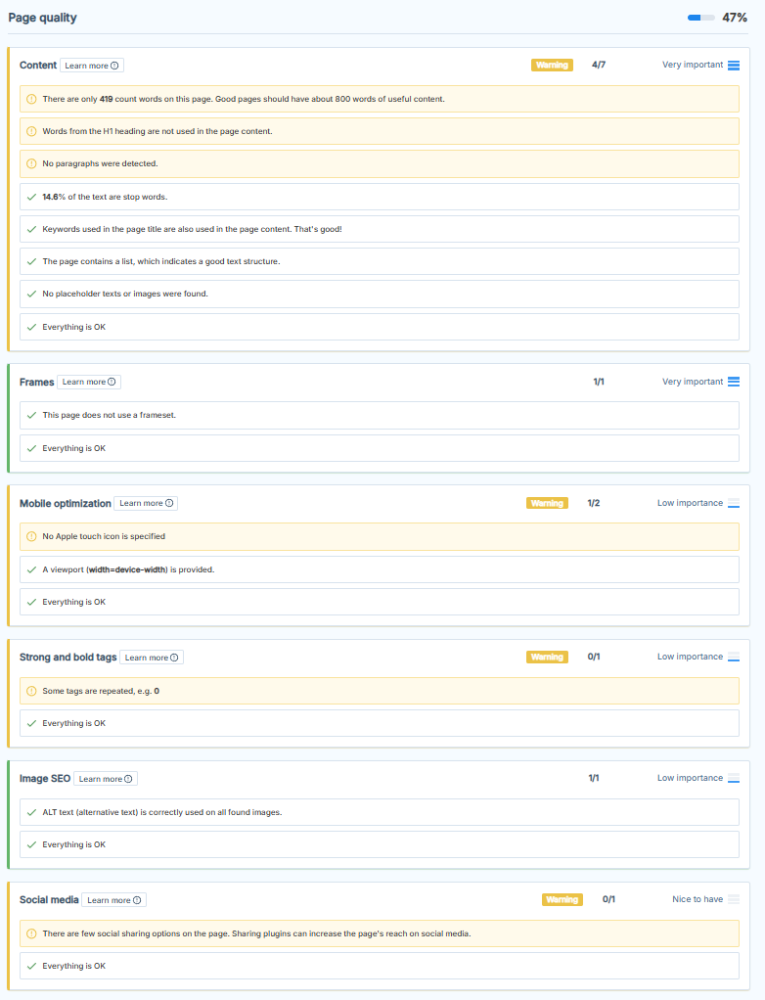 Page quality 47%
Content Learn more Warning 4/7 Very important
There are only 419 count words on this page. Good pages should have about 800 words of useful content.
Words from the H1 heading are not used in the page content.
No paragraphs were detected.
14.6% of the text are stop words.
Keywords used in the page title are also used in the page content. That's good!
The page contains a list, which indicates a good text structure.
No placeholder texts or images were found.
Everything is OK
Frames Learn more 1/1 Very important
This page does not use a frameset.
Everything is OK
Mobile optimization Learn more Warning 1/2 Low importance
No Apple touch icon is specified
A viewport (width=device-width) is provided.
Everything is OK
Strong and bold tags Learn more Warning 0/1 Low importance
Some tags are repeated, e.g. 0
Everything is OK
Image SEO Learn more 1/1 Low importance
ALT text (alternative text) is correctly used on all found images.
Everything is OK
Social media Learn more Warning 0/1 Nice to have
There are few social sharing options on the page. Sharing plugins can increase the page's reach on social media.
Everything is OK